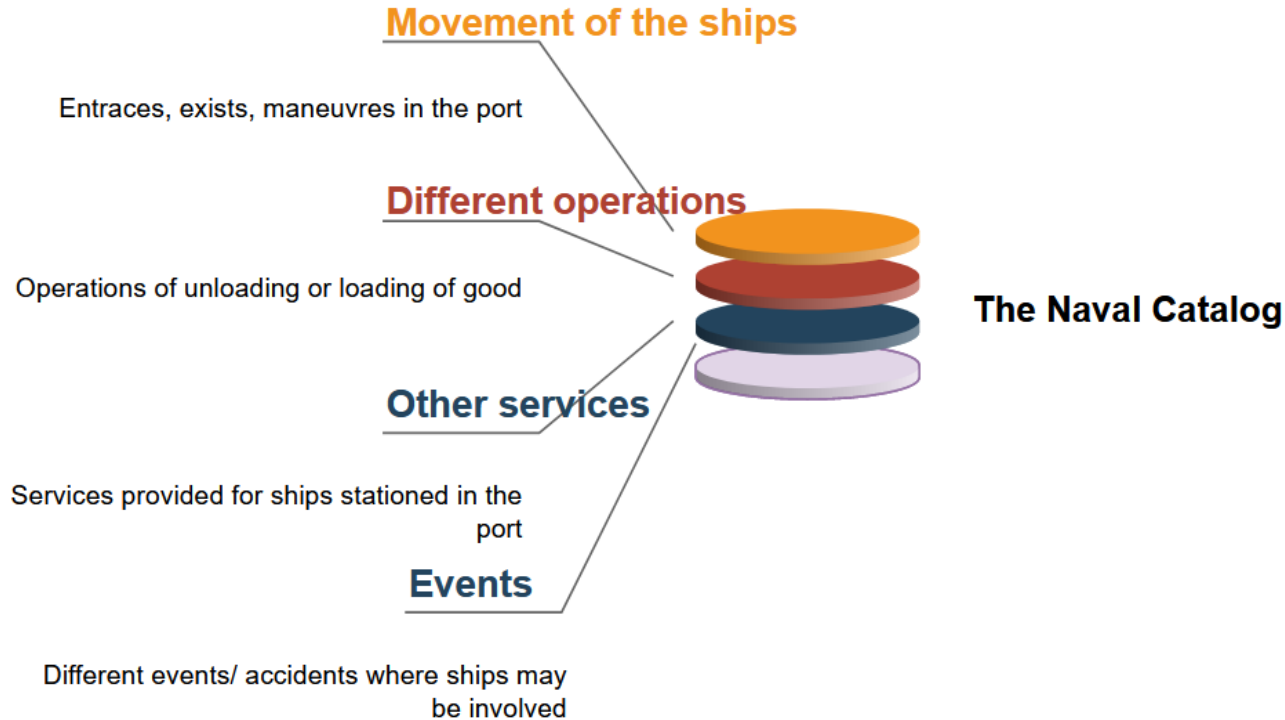 Movement of the ships
Entraces, exists, maneuvres in the port
Different operations
Operations of unloading or loading of good
The Naval Catalog
Other services
Services provided for ships stationed in the
port
Events
Different events/ accidents where ships may
be involved